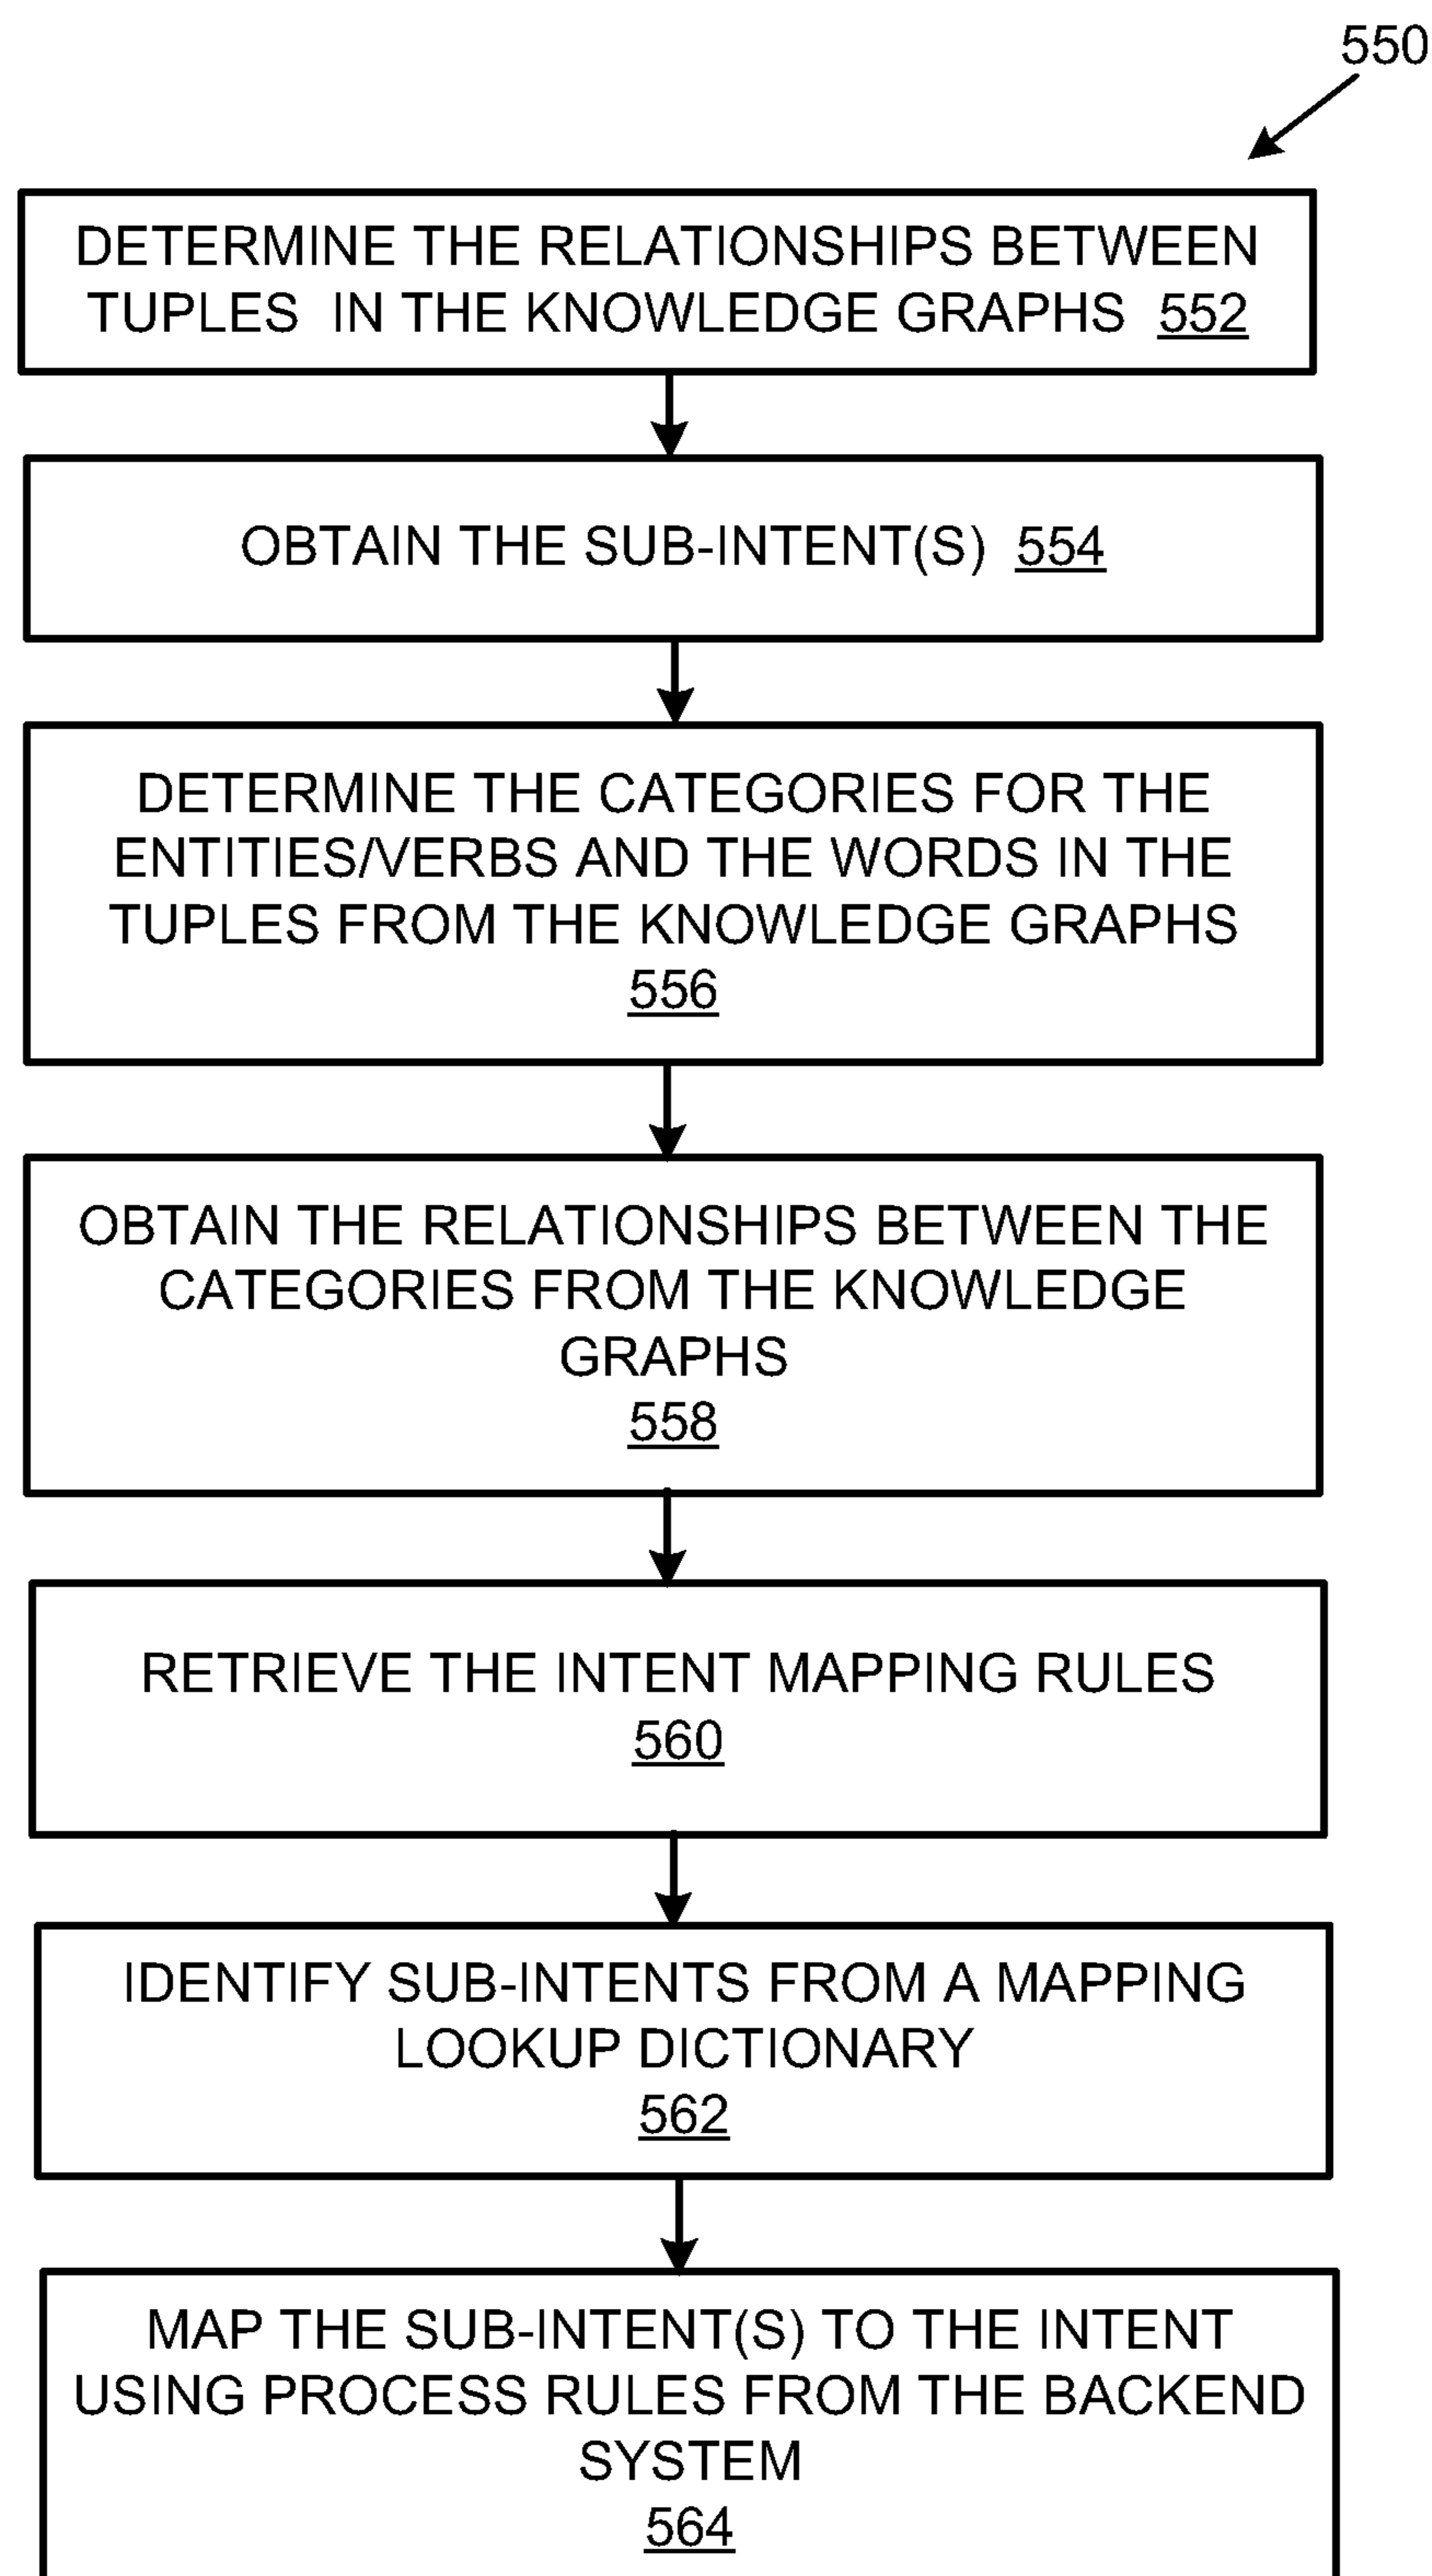 550
DETERMINE THE RELATIONSHIPS BETWEEN
TUPLES IN THE KNOWLEDGE GRAPHS 552
OBTAIN THE SUB-INTENT(S) 554
DETERMINE THE CATEGORIES FOR THE
ENTITIES/VERBS AND THE WORDS IN THE
TUPLES FROM THE KNOWLEDGE GRAPHS
556
OBTAIN THE RELATIONSHIPS BETWEEN THE
CATEGORIES FROM THE KNOWLEDGE
GRAPHS
558
RETRIEVE THE INTENT MAPPING RULES
560
IDENTIFY SUB-INTENTS FROM A MAPPING
LOOKUP DICTIONARY
562
MAP THE SUB-INTENT(S) TO THE INTENT
USING PROCESS RULES FROM THE BACKEND
SYSTEM
564